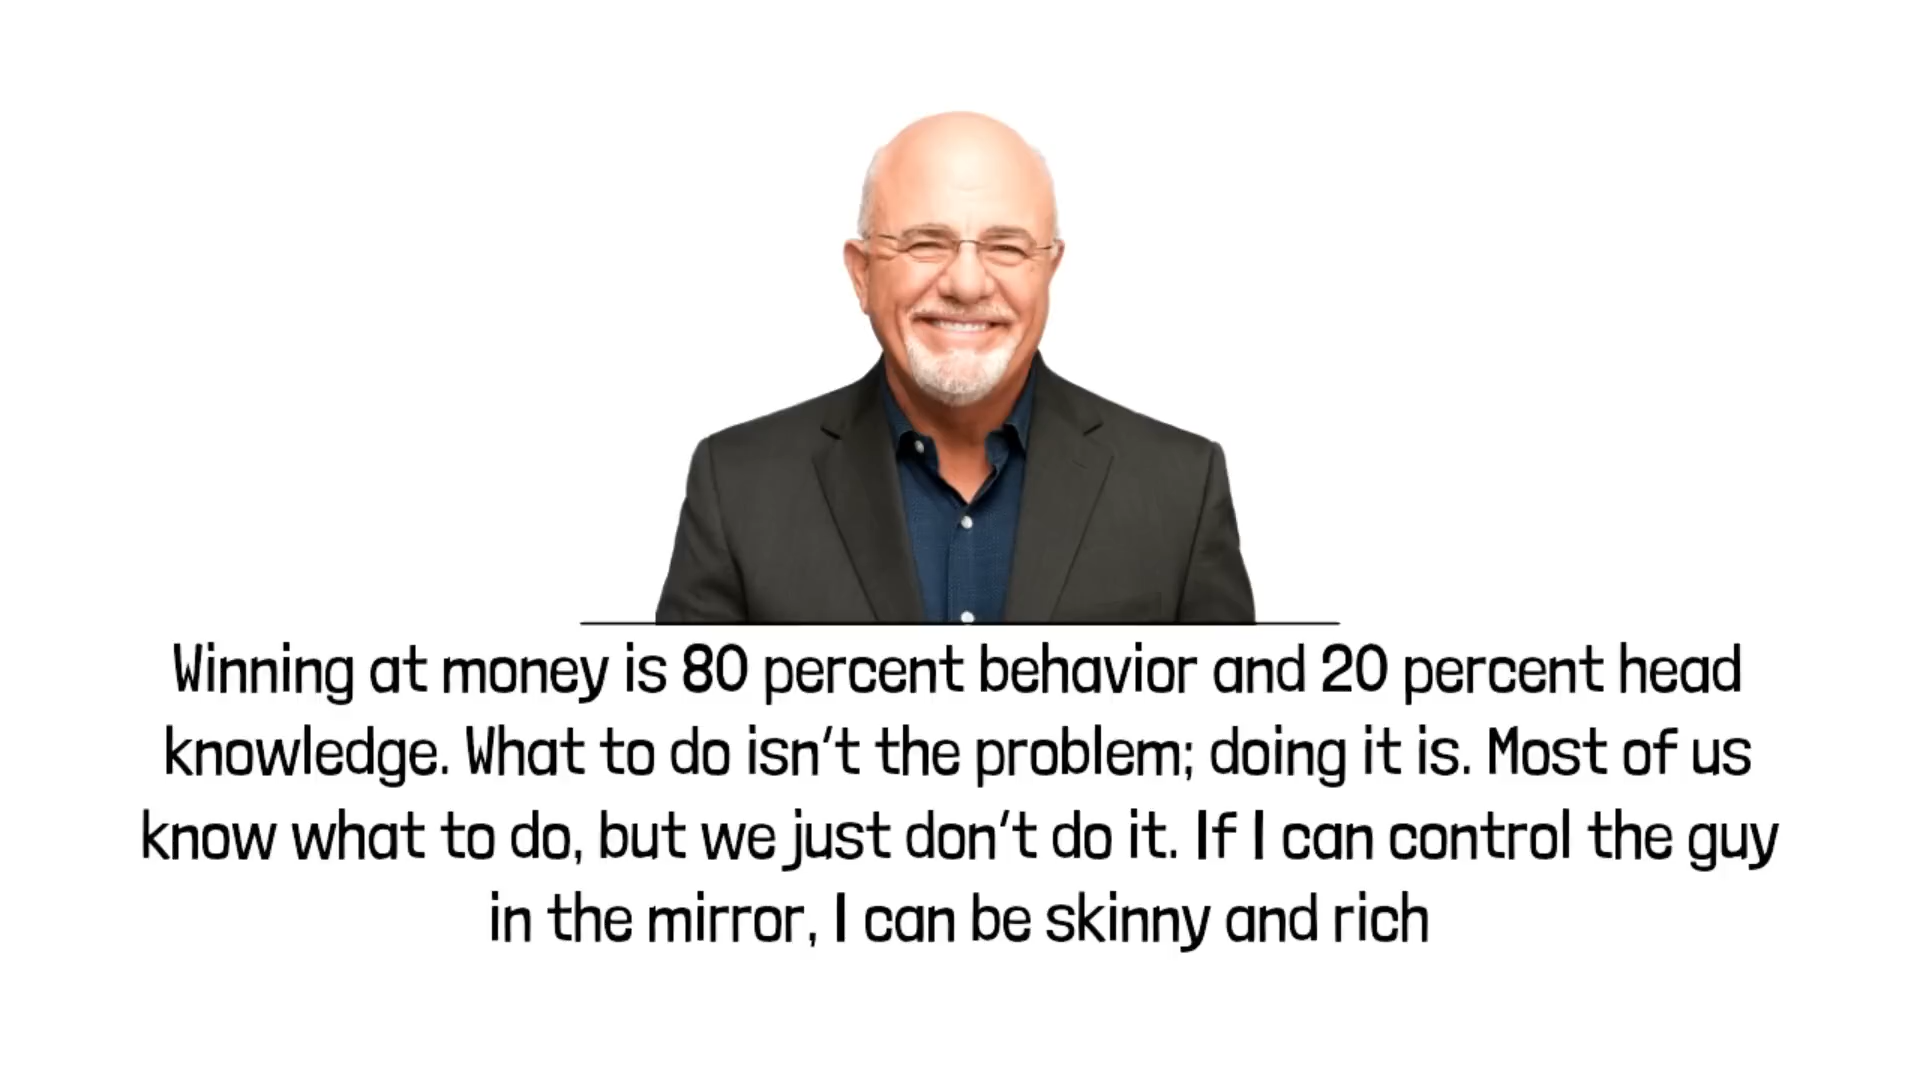 Winning at money is 80 percent behavior and 20 percent head
knowledge. What to do isn't the problem; doing it is. Most of us
know what to do, but we just don't do it. If I can control the guy
in the mirror, I can be skinny and rich